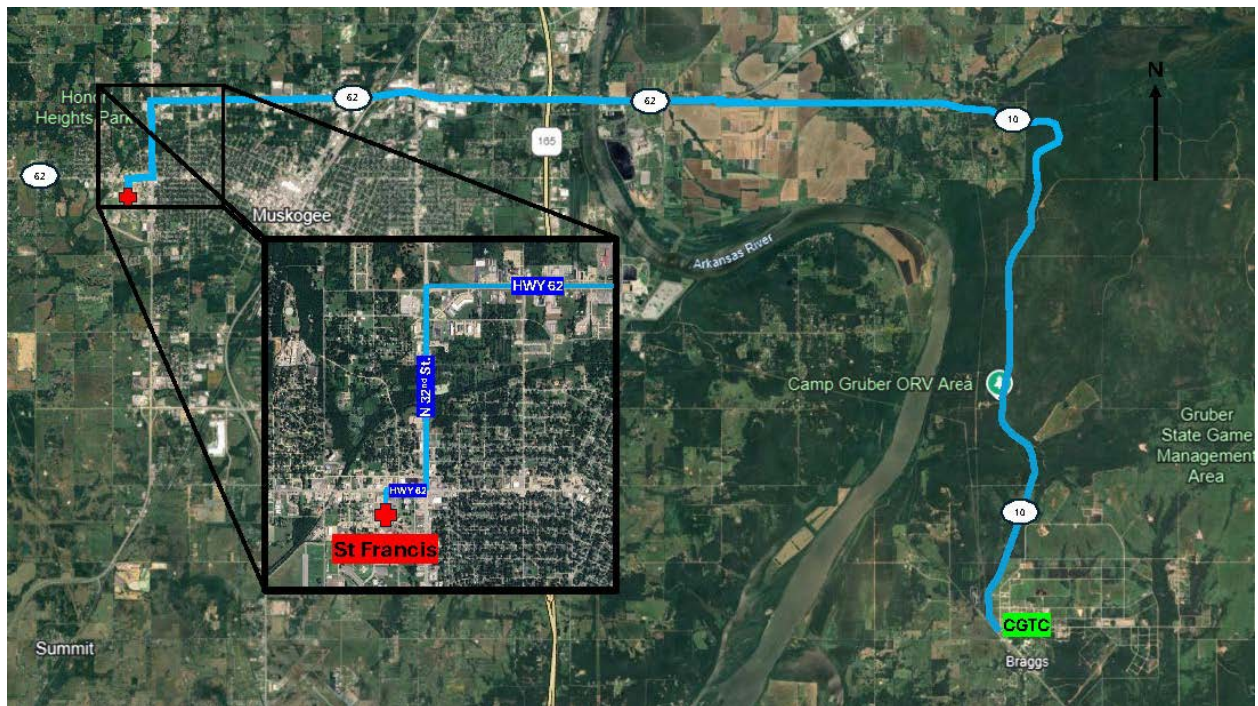 Honor
Heights Park
62
62
62
10
N
165
Muskogee
Arkansas River
HWY 62
N 32nd St.
HWY 62
St Francis
Camp Gruber ORV Area
Gruber
State Game
Management
Area
10
CGTC
Braggs
Summit